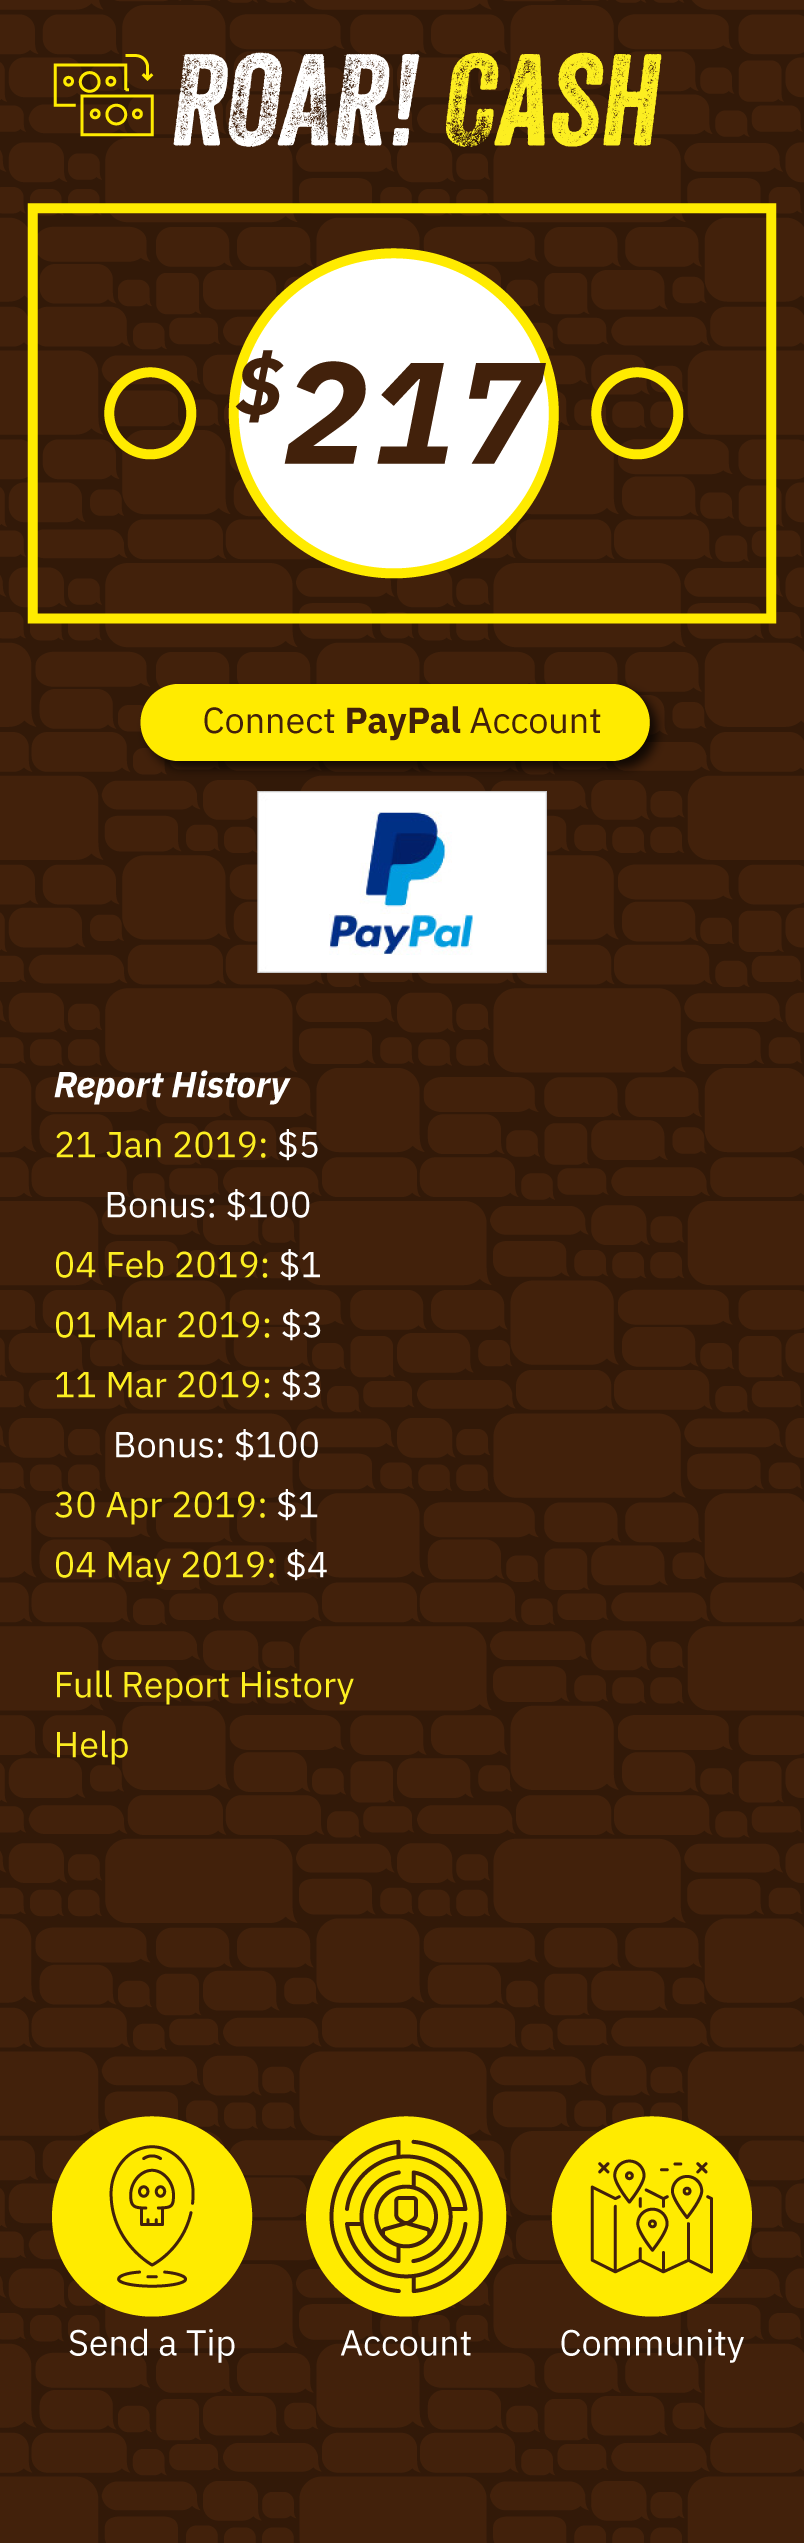 ROAR! CASH
$217
Connect PayPal Account
PayPal
Report History
21 Jan 2019: $5
Bonus: $100
04 Feb 2019: $1
01 Mar 2019: $3
11 Mar 2019: $3
Bonus: $100
30 Apr 2019: $1
04 May 2019: $4
Full Report History
Help
Send a Tip
Account
Community